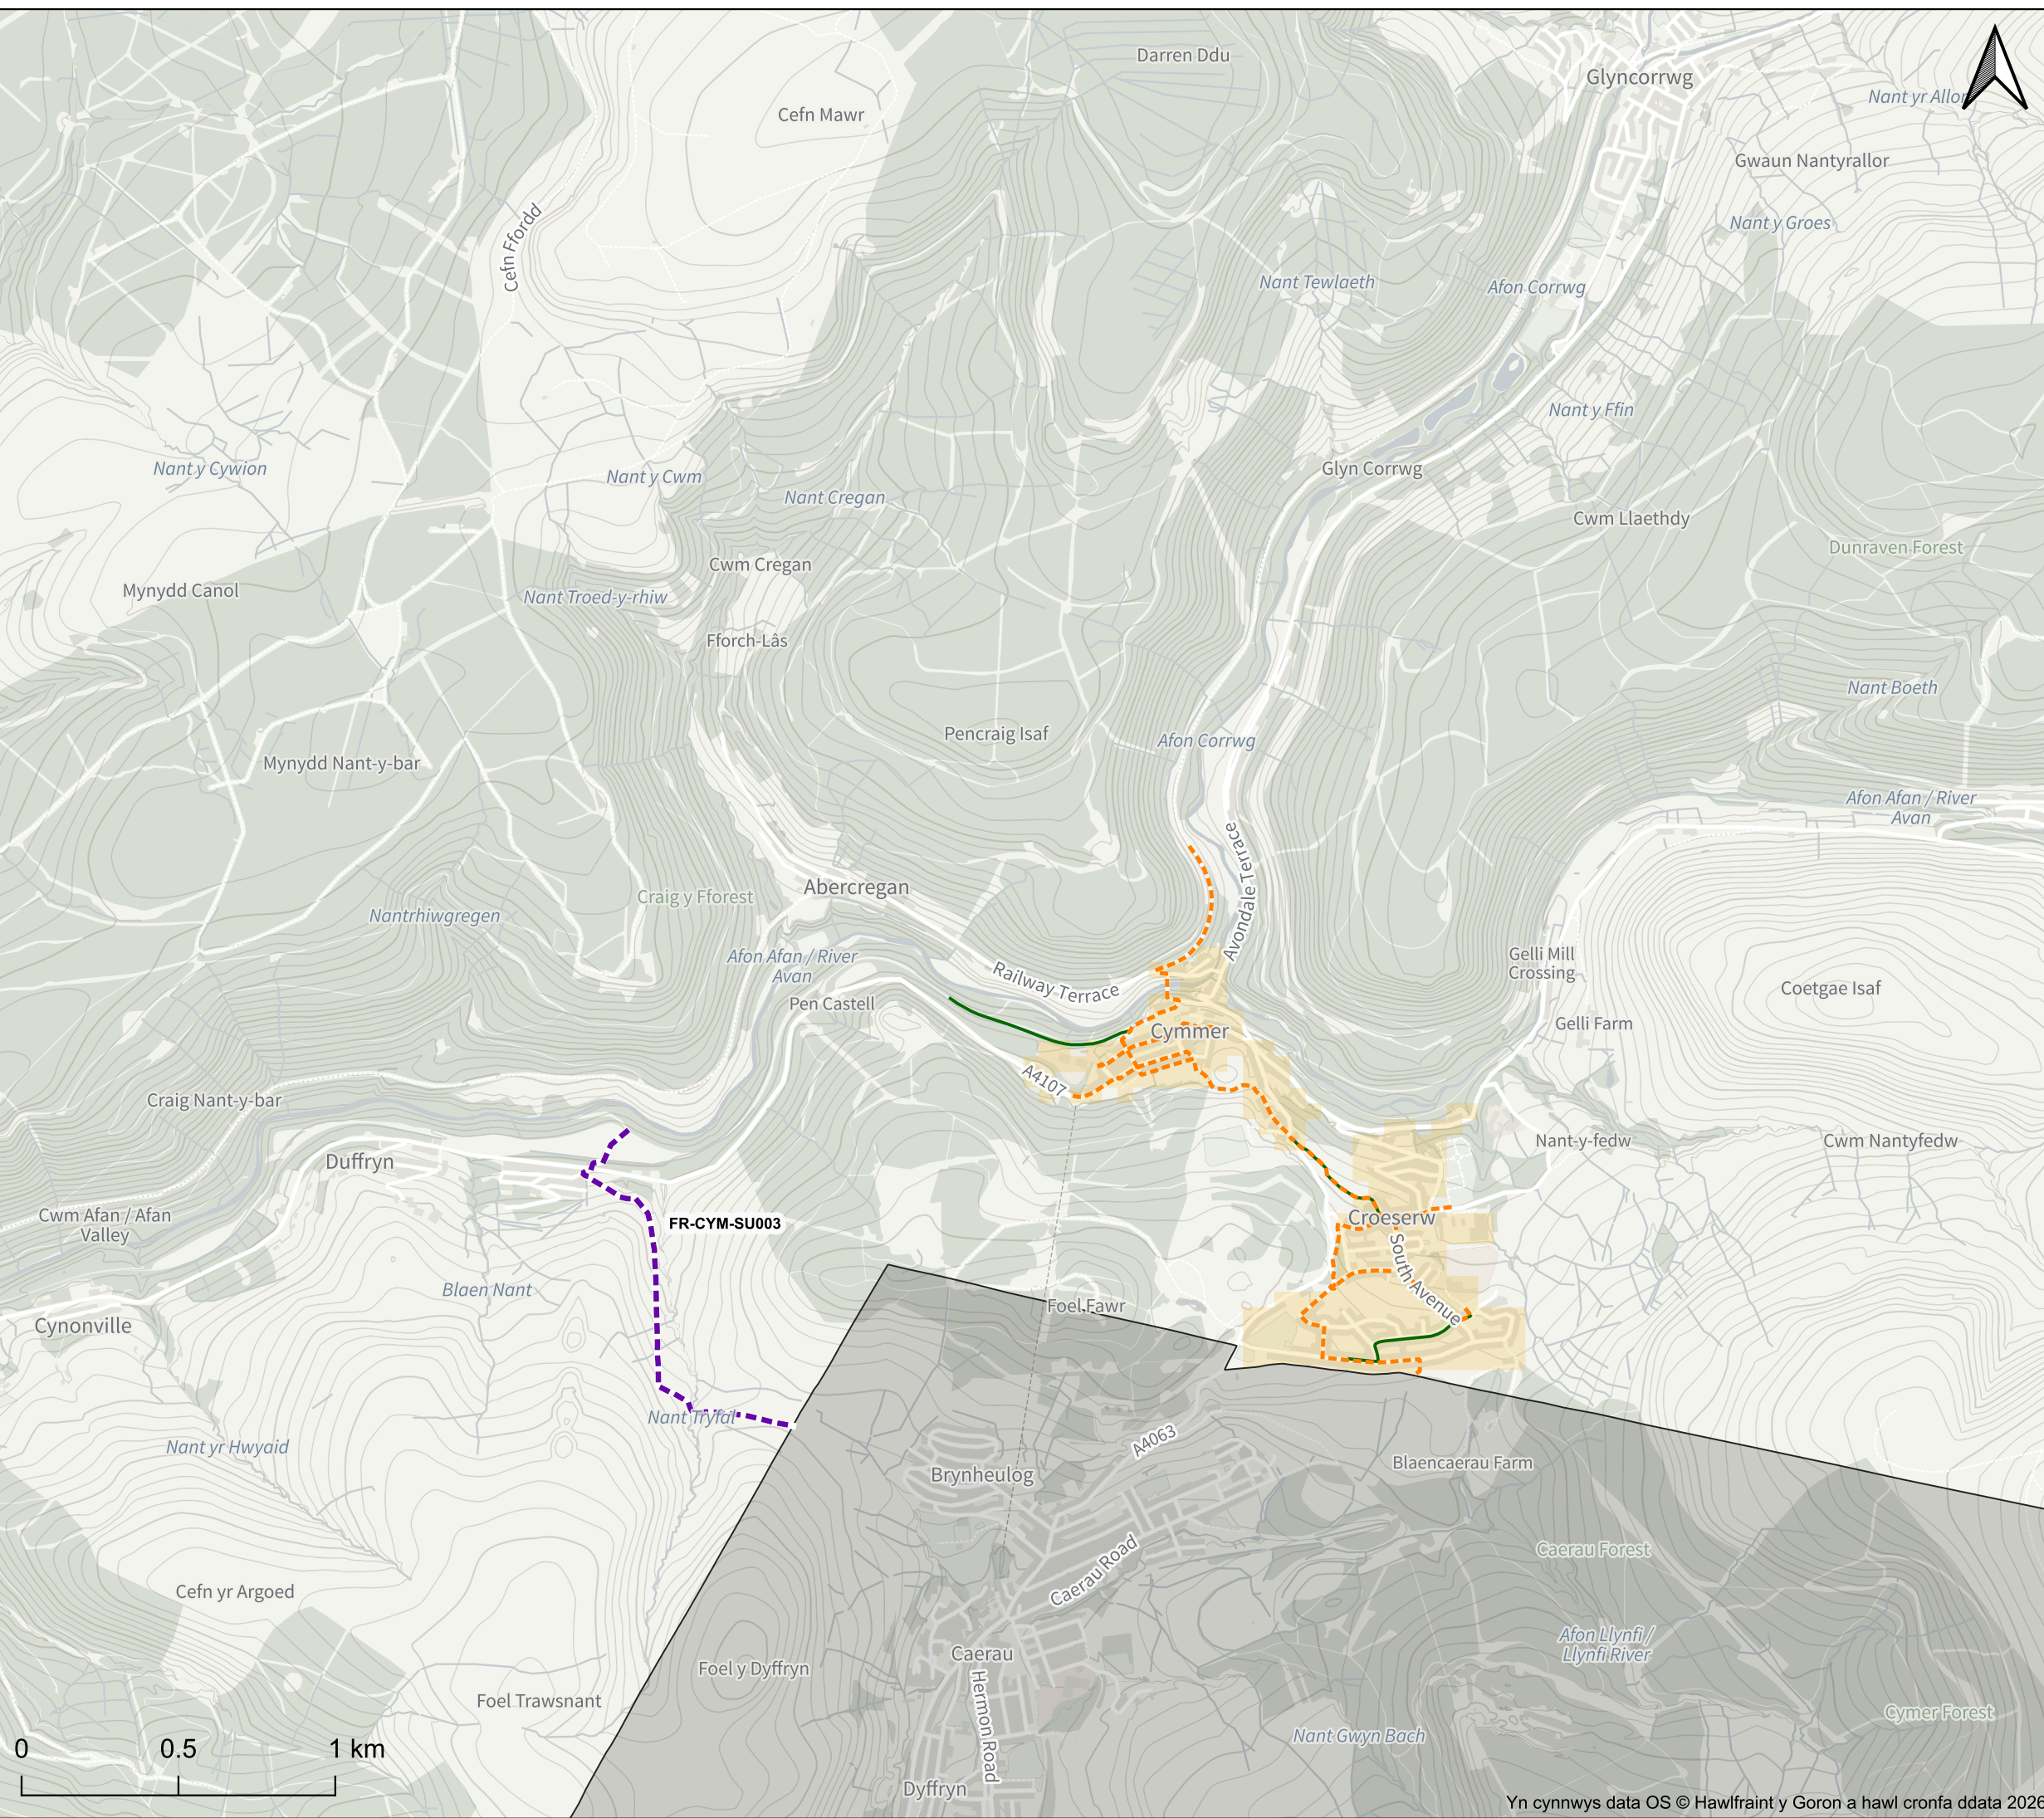 Darren Ddu
Glyncorrwg
Nant yr Allor
Cefn Mawr
Gwaun Nantyrallor
Nant y Groes
Cefn Ffordd
Nant Tewlaeth
Afon Corrwg
Nant y Ffin
Nant y Cywion
Nant y Cwm
Nant Cregan
Glyn Corrwg
Cwm Llaethdy
Dunraven Forest
Cwm Cregan
Mynydd Canol
Nant Troed-y-rhiw
Fforch-Lâs
Nant Boeth
Pencraig Isaf
Afon Corrwg
Mynydd Nant-y-bar
Afon Afan / River
Avan
Avondale Terrace
Abercregan
Craig y Fforest
Nantrhiwgregen
Afon Afan / River
Avan
Gelli Mill
Crossing
Railway Terrace
Coetgae Isaf
Pen Castell
Gelli Farm
Cymmer
A4107
Craig Nant-y-bar
Nant-y-fedw
Cwm Nantyfedw
Duffryn
Cwm Afan / Afan
Valley
FR-CYM-SU003
Croeserw
South Avenue
Blaen Nant
Foel Fawr
Cynonville
Nant Tryfal
Nant yr Hwyaid
A4063
Blaencaerau Farm
Brynheulog
Caerau Road
Caerau Forest
Cefn yr Argoed
Afon Llynfi /
Llynfi River
Caerau
Foel y Dyffryn
Hermon Road
Foel Trawsnant
Cymer Forest
Nant Gwyn Bach
0 0.5 1 km
Dyffryn
Yn cynnwys data OS © Hawlfraint y Goron a hawl cronfa ddata 2026